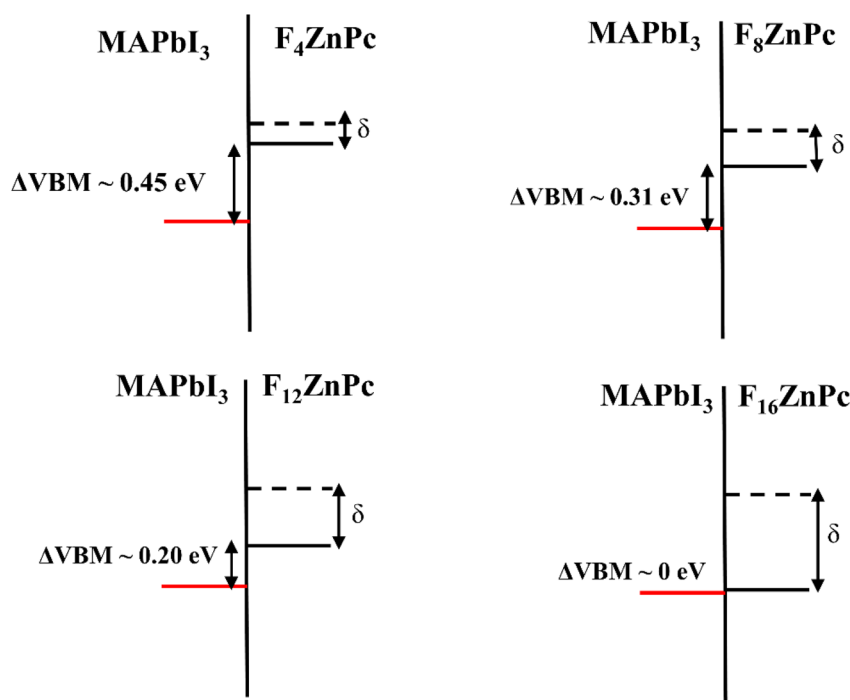 MAPbI₃ F₄ZnPc
δ
ΔVBM ~ 0.45 eV
MAPbI₃ F₈ZnPc
δ
ΔVBM ~ 0.31 eV
MAPbI₃ F₁₂ZnPc
δ
ΔVBM ~ 0.20 eV
MAPbI₃ F₁₆ZnPc
δ
ΔVBM ~ 0 eV